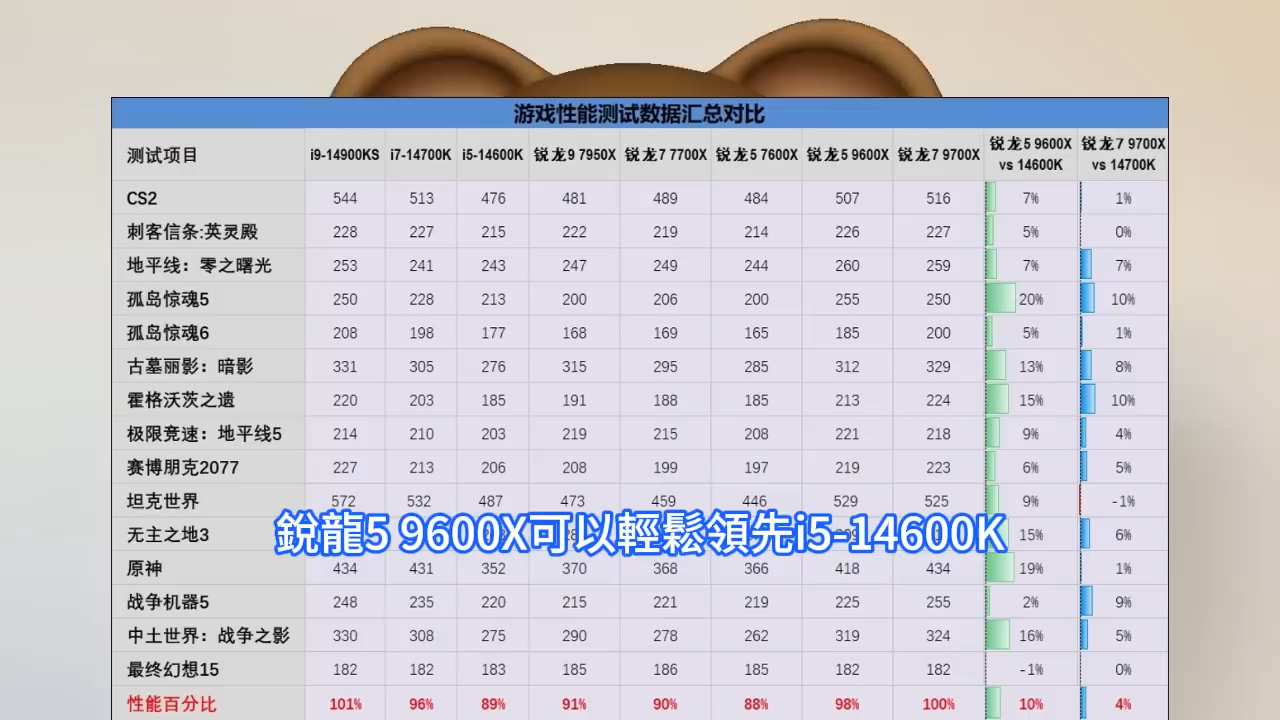 游戏性能测试数据汇总对比
测试项目 i9-14900KS i7-14700K i5-14600K 锐龙9 7950X 锐龙7 7700X 锐龙5 7600X 锐龙5 9600X 锐龙7 9700X 锐龙5 9600X vs 14600K 锐龙7 9700X vs 14700K
CS2 544 513 476 481 489 484 507 516 7% 1%
刺客信条:英灵殿 228 227 215 222 219 214 226 227 5% 0%
地平线：零之曙光 253 241 243 247 249 244 260 259 7% 7%
孤岛惊魂5 250 228 213 200 206 200 255 250 20% 10%
孤岛惊魂6 208 198 177 168 169 165 185 200 5% 1%
古墓丽影：暗影 331 305 276 315 295 285 312 329 13% 8%
霍格沃茨之遗 220 203 185 191 188 185 213 224 15% 10%
极限竞速：地平线5 214 210 203 219 215 208 221 218 9% 4%
赛博朋克2077 227 213 206 208 199 197 219 223 6% 5%
坦克世界 572 532 487 473 459 446 529 525 9% -1%
无主之地3 15% 6%
銳龍5 9600X可以輕鬆領先i5-14600K
原神 434 431 352 370 368 366 418 434 19% 1%
战争机器5 248 235 220 215 221 219 225 255 2% 9%
中土世界：战争之影 330 308 275 290 278 262 319 324 16% 5%
最终幻想15 182 182 183 185 186 185 182 182 -1% 0%
性能百分比 101% 96% 89% 91% 90% 88% 98% 100% 10% 4%